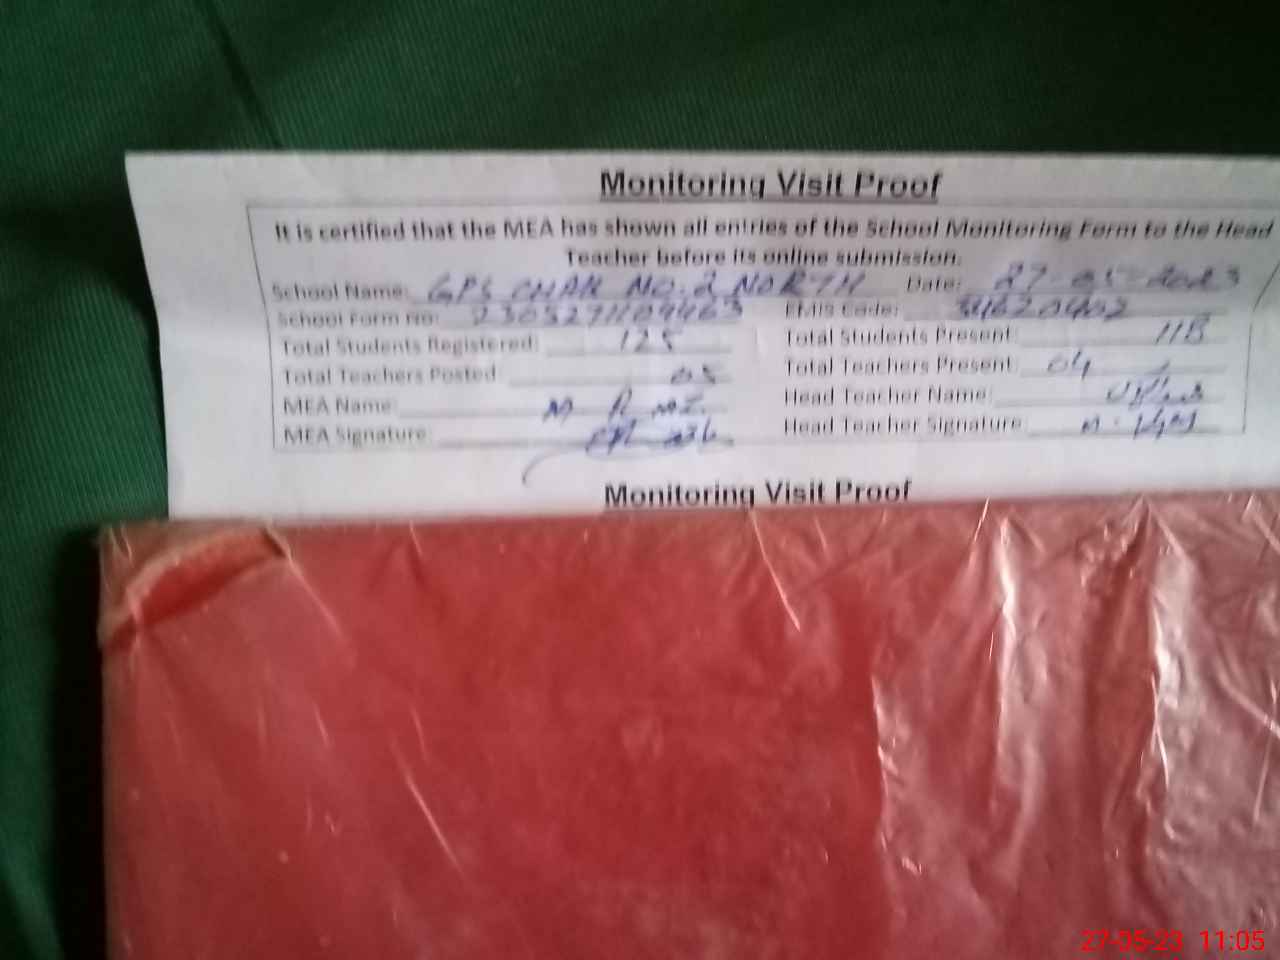 Monitoring Visit Proof
It is certified that the MEA has shown all entries of the School Monitoring Form to the Head
Teacher before its online submission.
School Name: GPS CHAK NO. 2 NORTH Date: 27-05-2023
School Form No: EMIS Code:
Total Students Registered: 125 Total Students Present: 118
Total Teachers Posted: 05 Total Teachers Present: 04
MEA Name: Head Teacher Name:
MEA Signature: Head Teacher Signature:
Monitoring Visit Proof
27-05-23 11:05